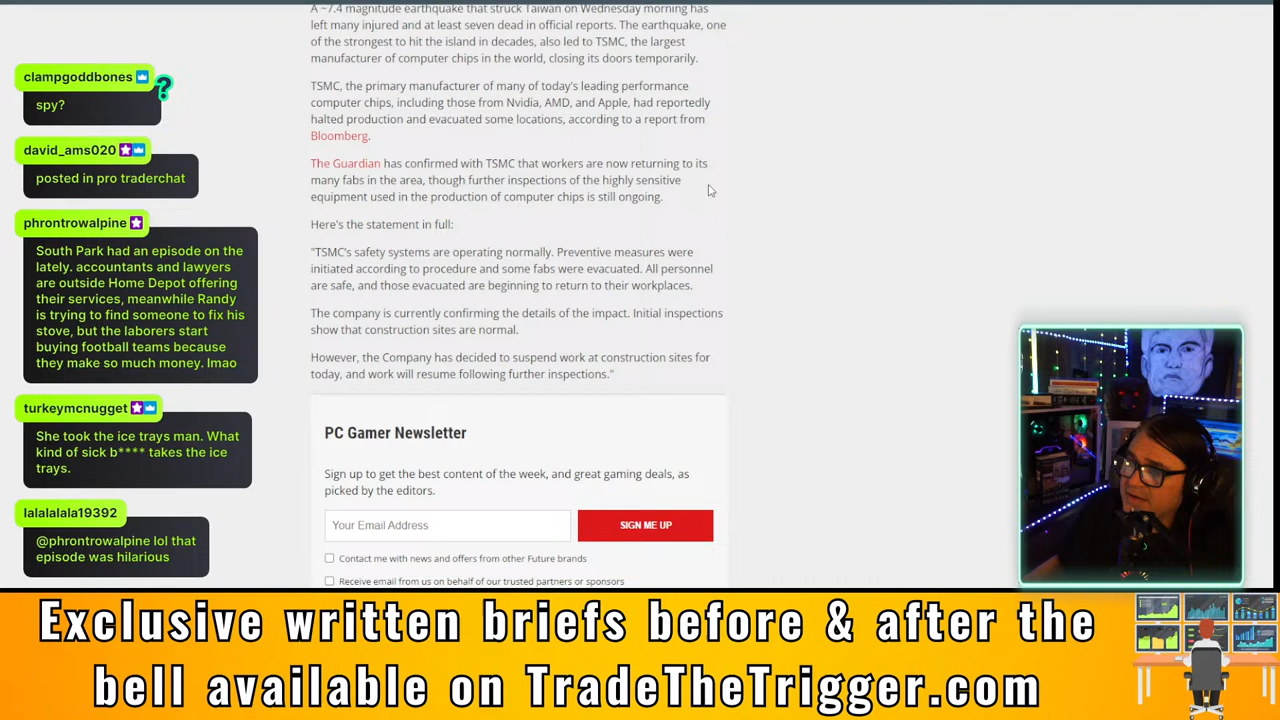 A ~7.4 magnitude earthquake that struck Taiwan on Wednesday morning has
left many injured and at least seven dead in official reports. The earthquake, one
of the strongest to hit the island in decades, also led to TSMC, the largest
manufacturer of computer chips in the world, closing its doors temporarily.
TSMC, the primary manufacturer of many of today's leading performance
computer chips, including those from Nvidia, AMD, and Apple, had reportedly
halted production and evacuated some locations, according to a report from
Bloomberg.
The Guardian has confirmed with TSMC that workers are now returning to its
many fabs in the area, though further inspections of the highly sensitive
equipment used in the production of computer chips is still ongoing.
Here's the statement in full:
"TSMC's safety systems are operating normally. Preventive measures were
initiated according to procedure and some fabs were evacuated. All personnel
are safe, and those evacuated are beginning to return to their workplaces.
The company is currently confirming the details of the impact. Initial inspections
show that construction sites are normal.
However, the Company has decided to suspend work at construction sites for
today, and work will resume following further inspections."
PC Gamer Newsletter
Sign up to get the best content of the week, and great gaming deals, as
picked by the editors.
Your Email Address
SIGN ME UP
Contact me with news and offers from other Future brands
Receive email from us on behalf of our trusted partners or sponsors
clampgoddbones
?
spy?
david_ams020
posted in pro traderchat
phrontrowalpine
South Park had an episode on the
lately. accountants and lawyers
are outside Home Depot offering
their services, meanwhile Randy
is trying to find someone to fix his
stove, but the laborers start
buying football teams because
they make so much money. lmao
turkeymcnugget
She took the ice trays man. What
kind of sick b**** takes the ice
trays.
lalalalala19392
@phrontrowalpine lol that
episode was hilarious
Exclusive written briefs before & after the
bell available on TradeTheTrigger.com